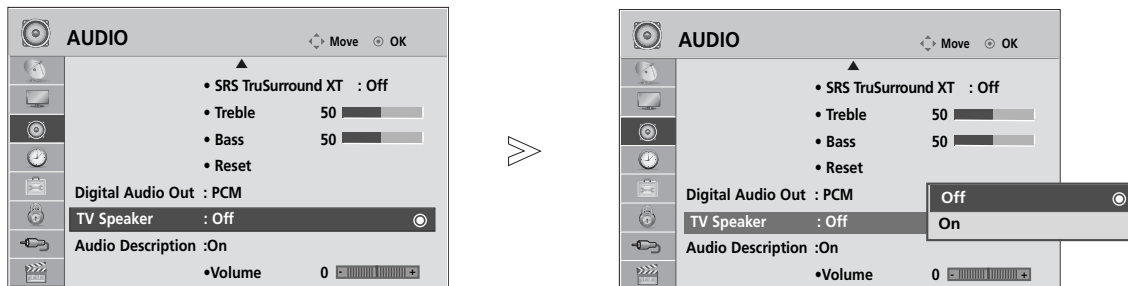 AUDIO
Move OK
• SRS TruSurround XT : Off
• Treble 50
• Bass 50
• Reset
Digital Audio Out : PCM
TV Speaker : Off
Audio Description :On
•Volume 0 - +
AUDIO
Move OK
• SRS TruSurround XT : Off
• Treble 50
• Bass 50
• Reset
Digital Audio Out : PCM
TV Speaker : Off
Audio Description :On
•Volume 0 - +
Off
On